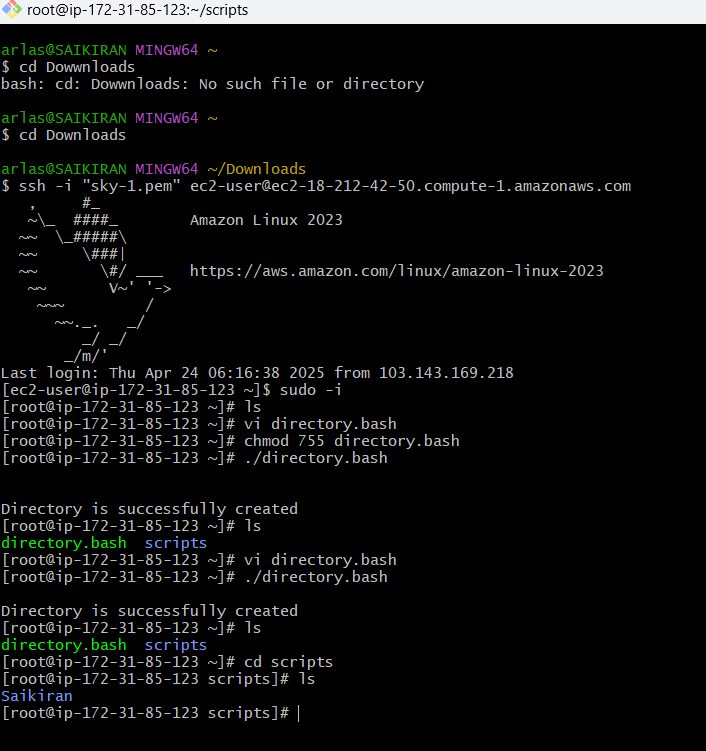 root@ip-172-31-85-123:~/scripts
arlas@SAIKIRAN MINGW64 ~
$ cd Dowwnloads
bash: cd: Dowwnloads: No such file or directory
arlas@SAIKIRAN MINGW64 ~
$ cd Downloads
arlas@SAIKIRAN MINGW64 ~/Downloads
$ ssh -i "sky-1.pem" ec2-user@ec2-18-212-42-50.compute-1.amazonaws.com
   ,     #_
   ~\_  ####_        Amazon Linux 2023
  ~~  \_#####\
  ~~     \###|
  ~~       \#/ ___   https://aws.amazon.com/linux/amazon-linux-2023
   ~~       V~' '->
    ~~~         /
      ~~._.   _/
         _/ _/
       _/m/'
Last login: Thu Apr 24 06:16:38 2025 from 103.143.169.218
[ec2-user@ip-172-31-85-123 ~]$ sudo -i
[root@ip-172-31-85-123 ~]# ls
[root@ip-172-31-85-123 ~]# vi directory.bash
[root@ip-172-31-85-123 ~]# chmod 755 directory.bash
[root@ip-172-31-85-123 ~]# ./directory.bash
Directory is successfully created
[root@ip-172-31-85-123 ~]# ls
directory.bash  scripts
[root@ip-172-31-85-123 ~]# vi directory.bash
[root@ip-172-31-85-123 ~]# ./directory.bash
Directory is successfully created
[root@ip-172-31-85-123 ~]# ls
directory.bash  scripts
[root@ip-172-31-85-123 ~]# cd scripts
[root@ip-172-31-85-123 scripts]# ls
Saikiran
[root@ip-172-31-85-123 scripts]#